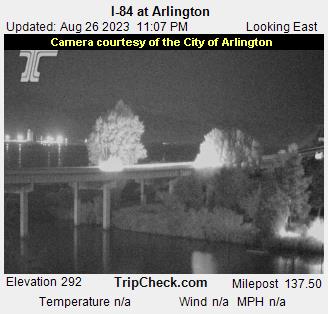 I-84 at Arlington
Updated: Aug 26 2023 11:07 PM Looking East
Camera courtesy of the City of Arlington
Elevation 292 TripCheck.com Milepost 137.50
Temperature n/a Wind n/a MPH n/a